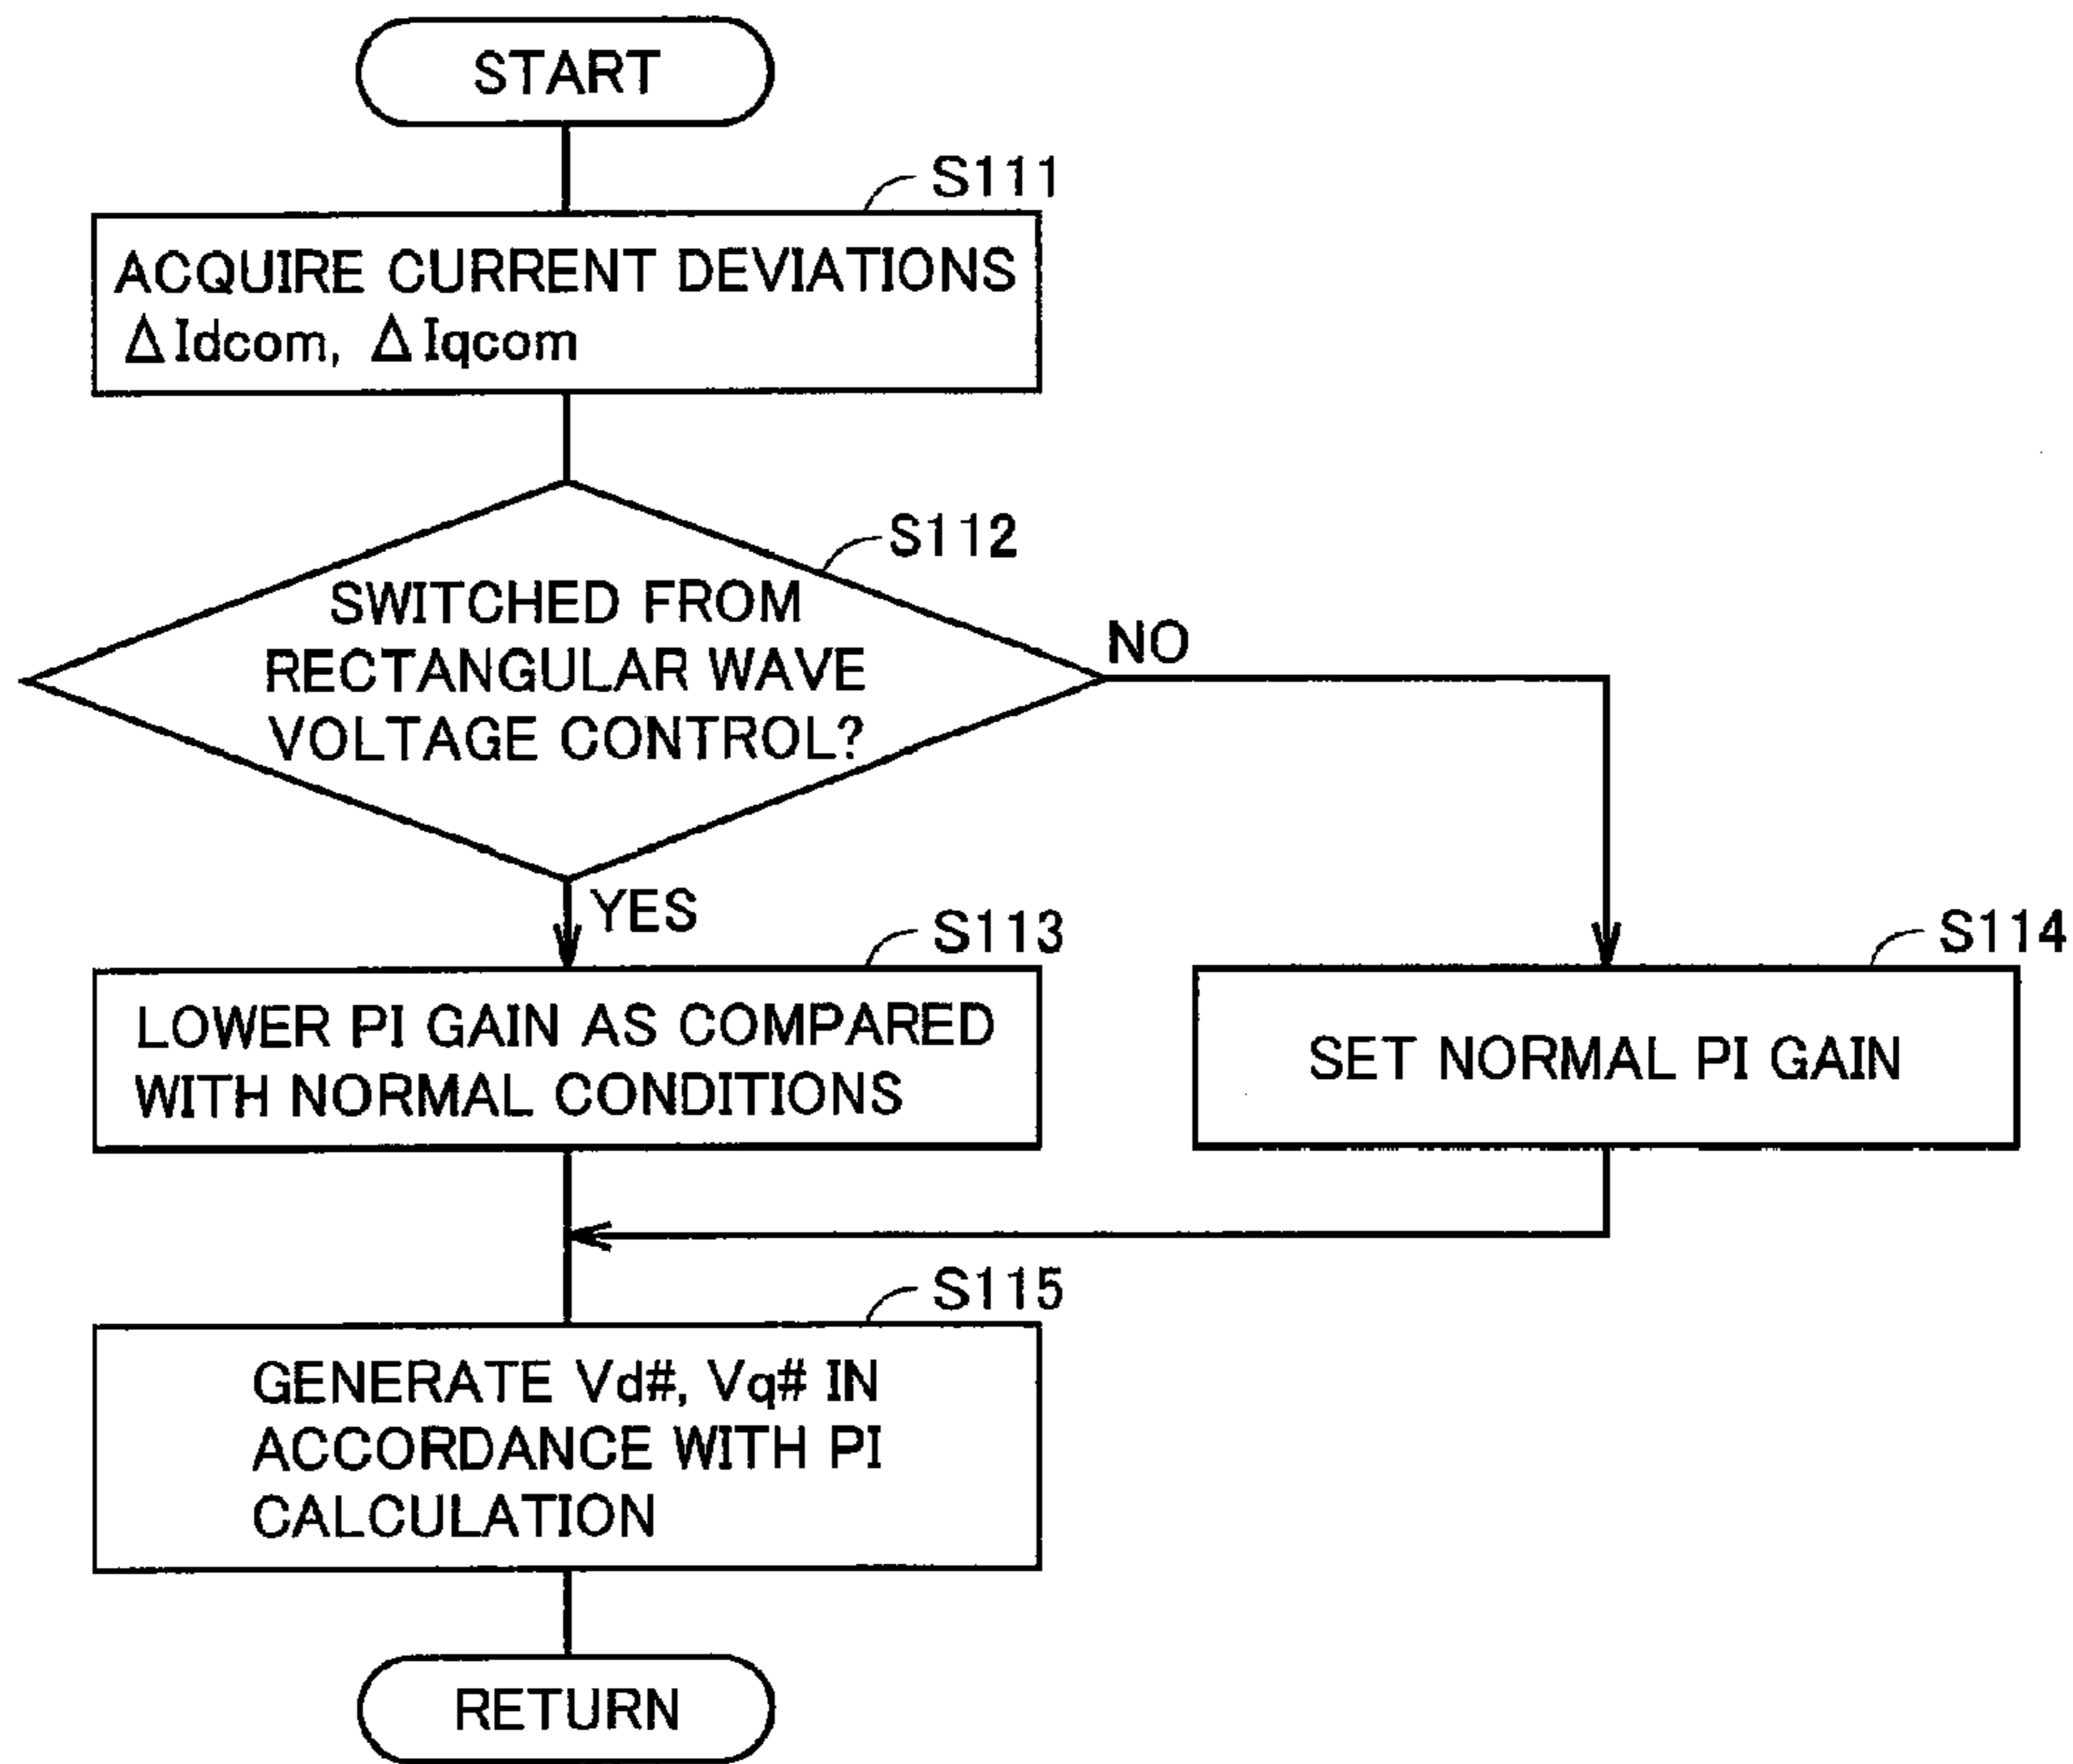 START
S111
ACQUIRE CURRENT DEVIATIONS
ΔIdcom, ΔIqcom
S112
SWITCHED FROM
RECTANGULAR WAVE
VOLTAGE CONTROL?
NO
YES
S113
LOWER PI GAIN AS COMPARED
WITH NORMAL CONDITIONS
S114
SET NORMAL PI GAIN
S115
GENERATE Vd#, Vq# IN
ACCORDANCE WITH PI
CALCULATION
RETURN